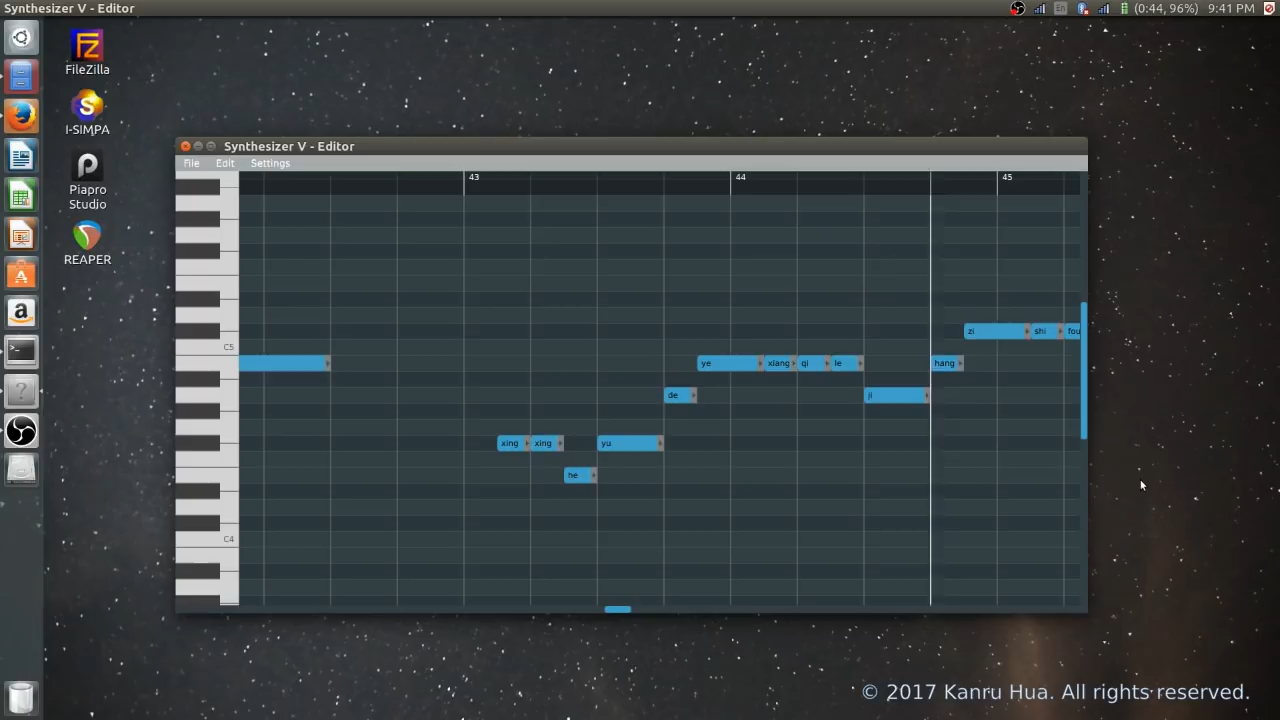 Synthesizer V - Editor
En
(0:44, 96%)
9:41 PM
FileZilla
I-SIMPA
Piapro
Studio
REAPER
Synthesizer V - Editor
File Edit Settings
43 44 45
zi shi fou
C5
ye xiang qi le hang
de ji
xing xing yu
he
C4
© 2017 Kanru Hua. All rights reserved.